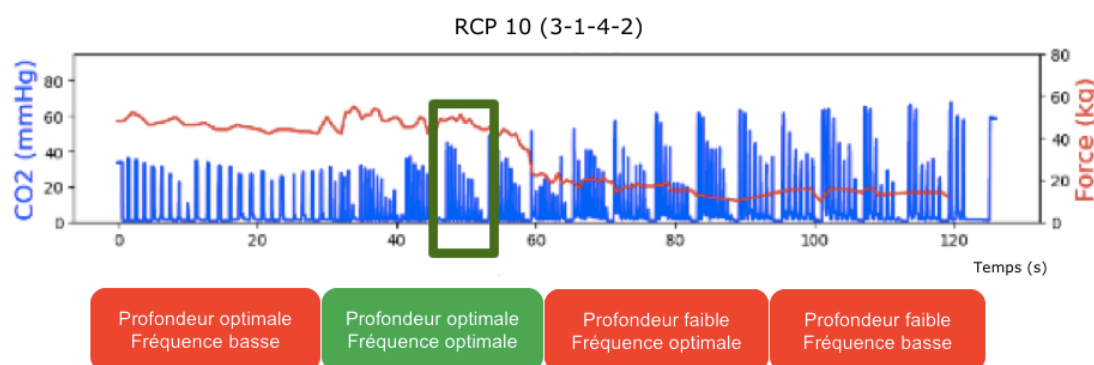 RCP 10 (3-1-4-2)
CO2 (mmHg)
80
60
40
20
0
80
60
40
20
0
Force (kg)
0
20
40
60
80
100
120
Temps (s)
Profondeur optimale
Fréquence basse
Profondeur optimale
Fréquence optimale
Profondeur faible
Fréquence optimale
Profondeur faible
Fréquence basse